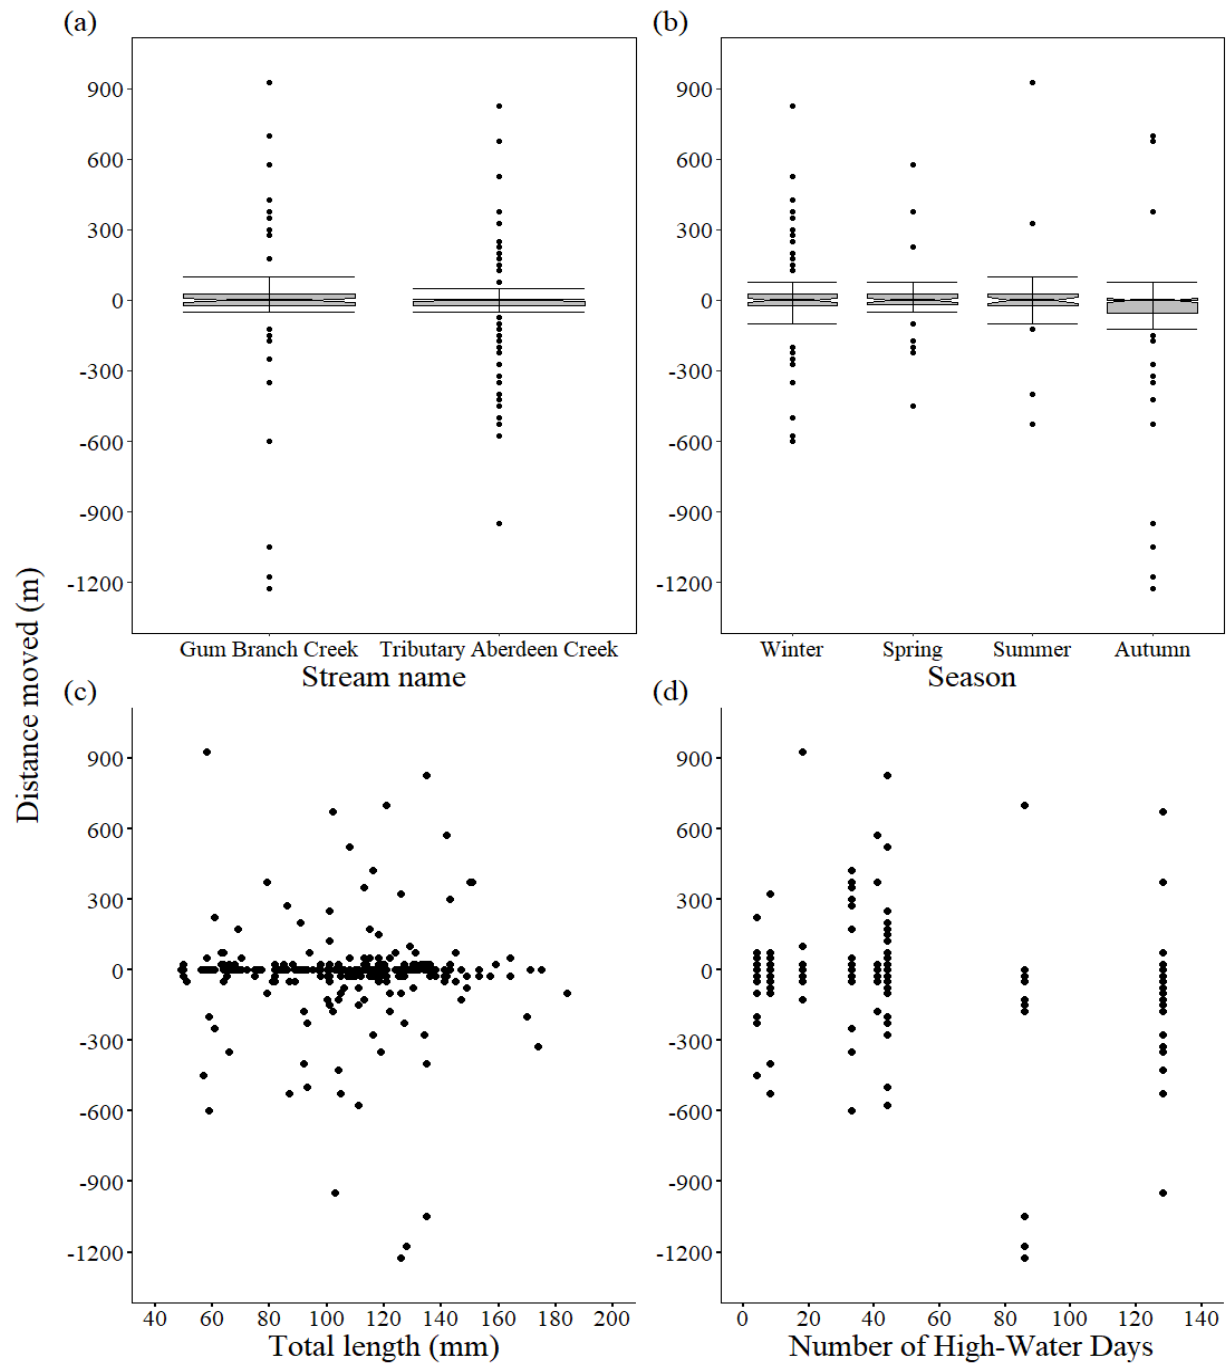 (a)
(b)
900
600
300
0
-300
-600
-900
-1200
Gum Branch Creek
Tributary Aberdeen Creek
Stream name
900
600
300
0
-300
-600
-900
-1200
Winter
Spring
Summer
Autumn
Season
Distance moved (m)
(c)
(d)
900
600
300
0
-300
-600
-900
-1200
40 60 80 100 120 140 160 180 200
Total length (mm)
900
600
300
0
-300
-600
-900
-1200
0 20 40 60 80 100 120 140
Number of High-Water Days